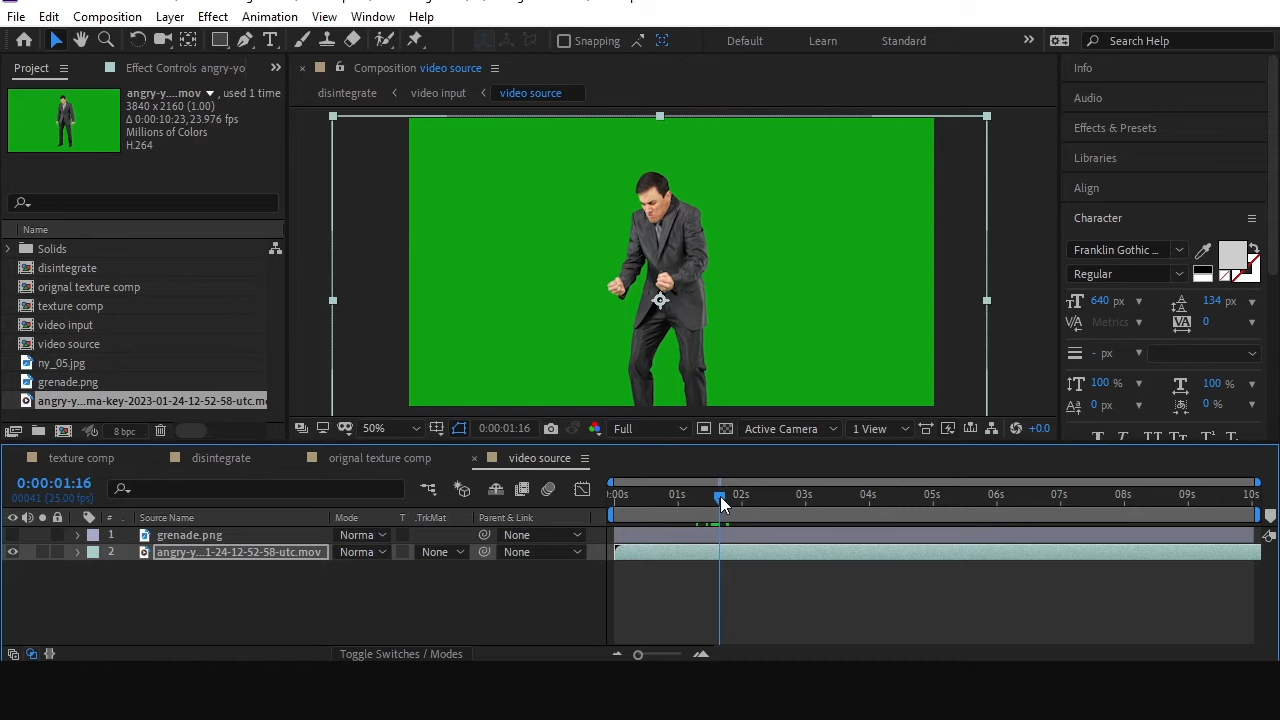 File Edit Composition Layer Effect Animation View Window Help
Snapping Default Learn Standard Search Help
Project Effect Controls angry-yo
angry-y....mov , used 1 time
3840 x 2160 (1.00)
Δ 0:00:10:23, 23.976 fps
Millions of Colors
H.264
Name
Solids
disintegrate
orignal texture comp
texture comp
video input
video source
ny_05.jpg
grenade.png
angry-y...ma-key-2023-01-24-12-52-58-utc.m
8 bpc
Composition video source
disintegrate video input video source
50% 0:00:01:16 Full Active Camera 1 View +0.0
Info
Audio
Effects & Presets
Libraries
Align
Character
Franklin Gothic ...
Regular
640 px 134 px
Metrics 0
- px
100 % 100 %
0 px 0 %
texture comp disintegrate orignal texture comp video source
0:00:01:16
00041 (25.00 fps)
:00s 01s 02s 03s 04s 05s 06s 07s 08s 09s 10s
# Source Name Mode T .TrkMat Parent & Link
1 grenade.png Norma None
2 angry-y...1-24-12-52-58-utc.mov Norma None None
Toggle Switches / Modes